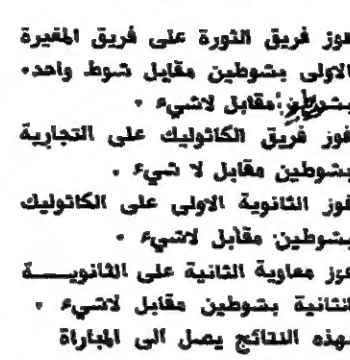 فوز فريق الثورة على فريق المغيرة
الاولى بشوطين مقابل شوط واحد.
بشوطين مقابل لاشيء .
فوز فريق الكاثوليك على التجارية
بشوطين مقابل لا شيء .
فوز الثانوية الاولى على الكاثوليك
بشوطين مقابل لاشيء .
فوز معاوية الثانية على الثانويـــة
الثانية بشوطين مقابل لاشيء .
بهذه النتائج يصل الى المباراة